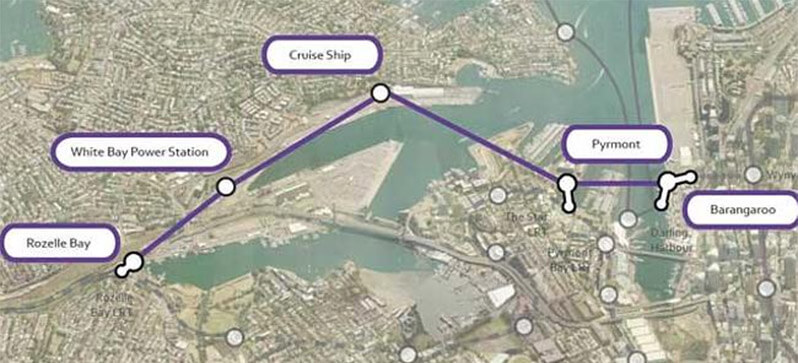 Cruise Ship
White Bay Power Station
Pyrmont
Wyny
Barangaroo
The Star
LRT
Rozelle Bay
Darling
Harbour
Pyrmont
Bay LRT
Rozelle
Bay LRT